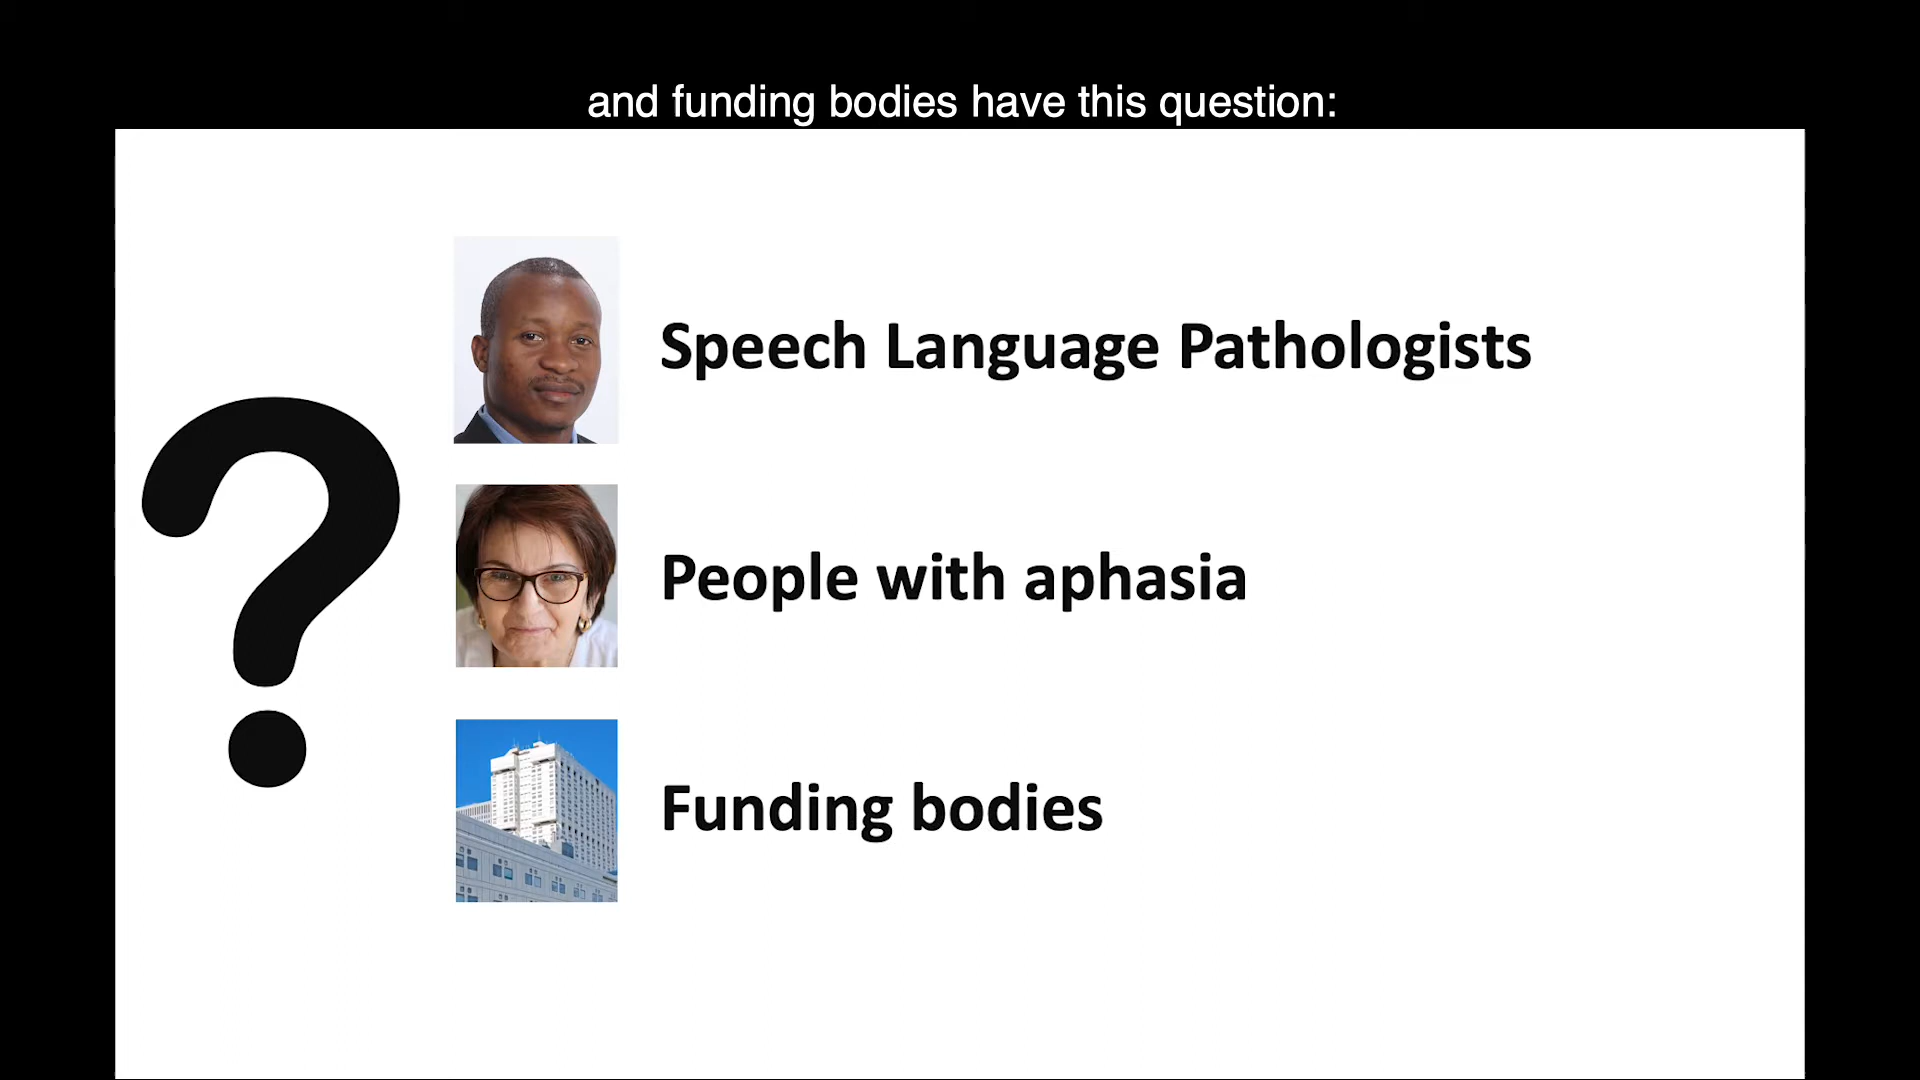 and funding bodies have this question:
Speech Language Pathologists
People with aphasia
Funding bodies